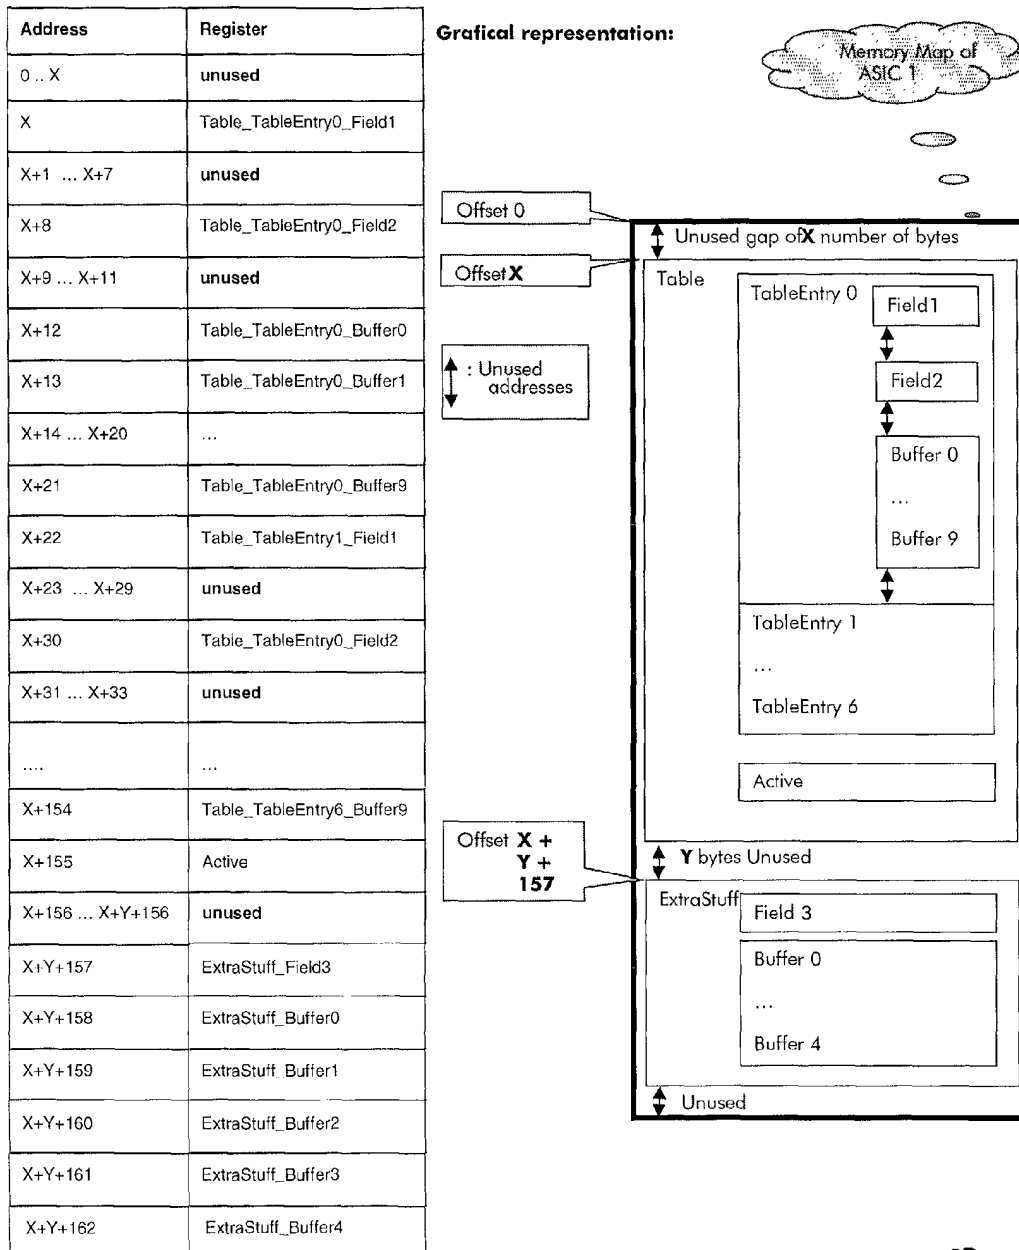 Address Register
0 .. X unused
X Table_TableEntry0_Field1
X+1 ... X+7 unused
X+8 Table_TableEntry0_Field2
X+9 ... X+11 unused
X+12 Table_TableEntry0_Buffer0
X+13 Table_TableEntry0_Buffer1
X+14 ... X+20 ...
X+21 Table_TableEntry0_Buffer9
X+22 Table_TableEntry1_Field1
X+23 ... X+29 unused
X+30 Table_TableEntry0_Field2
X+31 ... X+33 unused
.... ...
X+154 Table_TableEntry6_Buffer9
X+155 Active
X+156 ... X+Y+156 unused
X+Y+157 ExtraStuff_Field3
X+Y+158 ExtraStuff_Buffer0
X+Y+159 ExtraStuff_Buffer1
X+Y+160 ExtraStuff_Buffer2
X+Y+161 ExtraStuff_Buffer3
X+Y+162 ExtraStuff_Buffer4
Grafical representation:
Memory Map of
ASIC 1
Offset 0
Unused gap of X number of bytes
Offset X
Table
TableEntry 0
Field1
: Unused
addresses
Field2
Buffer 0
...
Buffer 9
TableEntry 1
...
TableEntry 6
Active
Offset X +
Y +
157
Y bytes Unused
ExtraStuff
Field 3
Buffer 0
...
Buffer 4
Unused